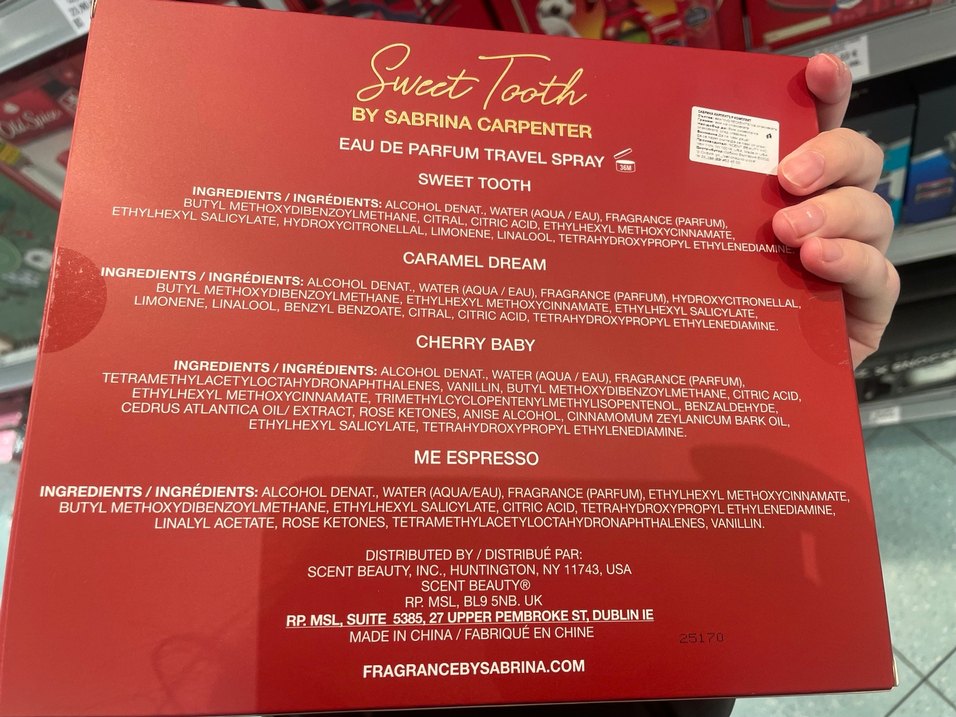 Sweet Tooth
BY SABRINA CARPENTER
EAU DE PARFUM TRAVEL SPRAY
36M
SWEET TOOTH
INGREDIENTS / INGRÉDIENTS: ALCOHOL DENAT., WATER (AQUA / EAU), FRAGRANCE (PARFUM),
BUTYL METHOXYDIBENZOYLMETHANE, CITRAL, CITRIC ACID, ETHYLHEXYL METHOXYCINNAMATE,
ETHYLHEXYL SALICYLATE, HYDROXYCITRONELLAL, LIMONENE, LINALOOL, TETRAHYDROXYPROPYL ETHYLENEDIAMINE.
CARAMEL DREAM
INGREDIENTS / INGRÉDIENTS: ALCOHOL DENAT., WATER (AQUA / EAU), FRAGRANCE (PARFUM), HYDROXYCITRONELLAL,
BUTYL METHOXYDIBENZOYLMETHANE, ETHYLHEXYL METHOXYCINNAMATE, ETHYLHEXYL SALICYLATE,
LIMONENE, LINALOOL, BENZYL BENZOATE, CITRAL, CITRIC ACID, TETRAHYDROXYPROPYL ETHYLENEDIAMINE.
CHERRY BABY
INGREDIENTS / INGRÉDIENTS: ALCOHOL DENAT., WATER (AQUA / EAU), FRAGRANCE (PARFUM),
TETRAMETHYLACETYLOCTAHYDRONAPHTHALENES, VANILLIN, BUTYL METHOXYDIBENZOYLMETHANE, CITRIC ACID,
ETHYLHEXYL METHOXYCINNAMATE, TRIMETHYLCYCLOPENTENYLMETHYLISOPENTENOL, BENZALDEHYDE,
CEDRUS ATLANTICA OIL/ EXTRACT, ROSE KETONES, ANISE ALCOHOL, CINNAMOMUM ZEYLANICUM BARK OIL,
ETHYLHEXYL SALICYLATE, TETRAHYDROXYPROPYL ETHYLENEDIAMINE.
ME ESPRESSO
INGREDIENTS / INGRÉDIENTS: ALCOHOL DENAT., WATER (AQUA/EAU), FRAGRANCE (PARFUM), ETHYLHEXYL METHOXYCINNAMATE,
BUTYL METHOXYDIBENZOYLMETHANE, ETHYLHEXYL SALICYLATE, CITRIC ACID, TETRAHYDROXYPROPYL ETHYLENEDIAMINE,
LINALYL ACETATE, ROSE KETONES, TETRAMETHYLACETYLOCTAHYDRONAPHTHALENES, VANILLIN.
DISTRIBUTED BY / DISTRIBUÉ PAR:
SCENT BEAUTY, INC., HUNTINGTON, NY 11743, USA
SCENT BEAUTY®
RP. MSL, BL9 5NB. UK
RP. MSL, SUITE 5385, 27 UPPER PEMBROKE ST, DUBLIN IE
MADE IN CHINA / FABRIQUÉ EN CHINE
25170
FRAGRANCEBYSABRINA.COM
Old Spice